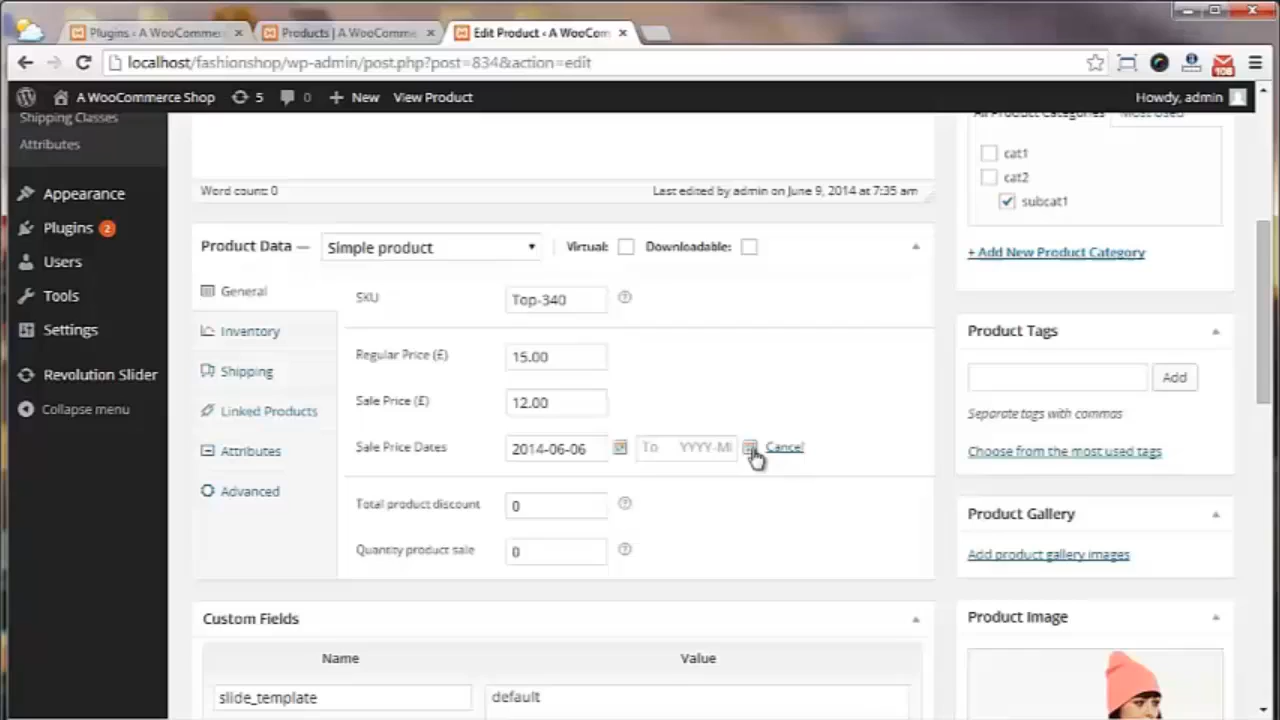 Plugins ‹ A WooCommer
Products | A WooComme
Edit Product ‹ A WooCom
localhost/fashionshop/wp-admin/post.php?post=834&action=edit
108
A WooCommerce Shop
5
0
New
View Product
Howdy, admin
Shipping Classes
Attributes
Appearance
Plugins 2
Users
Tools
Settings
Revolution Slider
Collapse menu
Word count: 0
Last edited by admin on June 9, 2014 at 7:35 am
Product Data —
Simple product
Virtual:
Downloadable:
General
Inventory
Shipping
Linked Products
Attributes
Advanced
SKU
Top-340
Regular Price (£)
15.00
Sale Price (£)
12.00
Sale Price Dates
2014-06-06
To YYYY-M
Cancel
Total product discount
0
Quantity product sale
0
Custom Fields
Name
Value
slide_template
default
All Product Categories
Most Used
cat1
cat2
subcat1
+ Add New Product Category
Product Tags
Add
Separate tags with commas
Choose from the most used tags
Product Gallery
Add product gallery images
Product Image